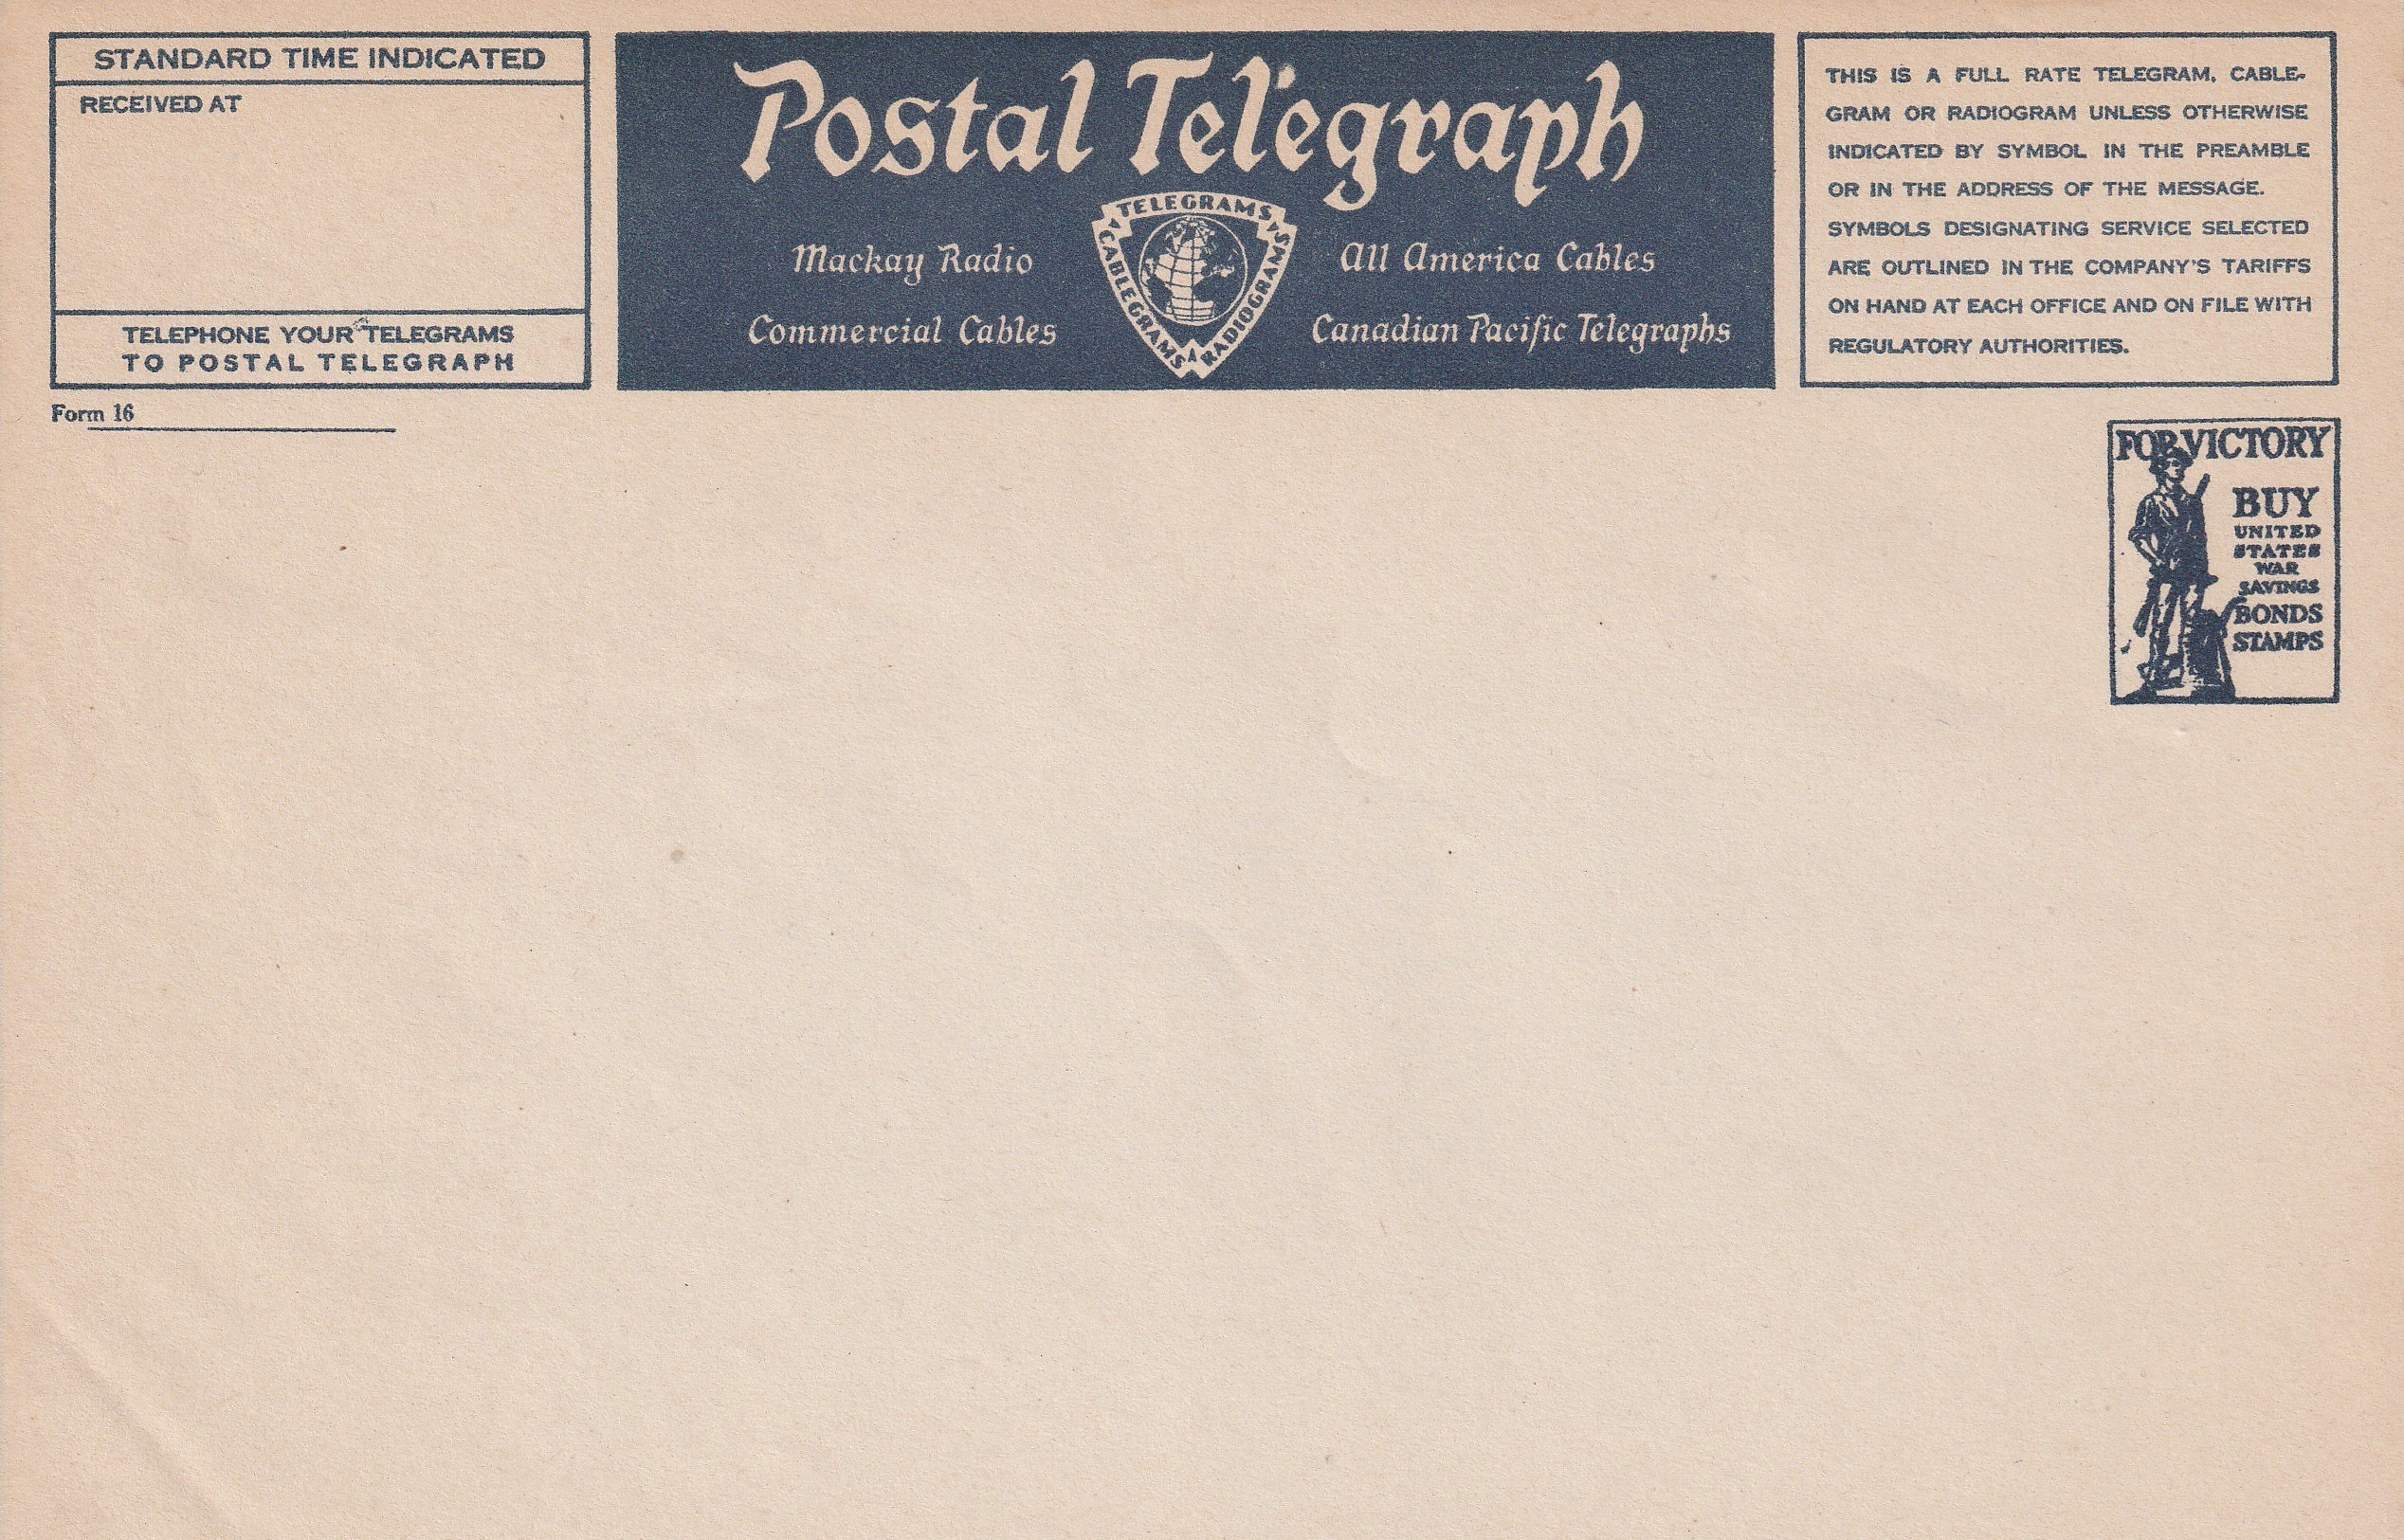 STANDARD TIME INDICATED
RECEIVED AT
TELEPHONE YOUR TELEGRAMS
TO POSTAL TELEGRAPH
Form 16
Postal Telegraph
Mackay Radio
Commercial Cables
TELEGRAMS
CABLEGRAMS
RADIOGRAMS
All America Cables
Canadian Pacific Telegraphs
THIS IS A FULL RATE TELEGRAM, CABLE-
GRAM OR RADIOGRAM UNLESS OTHERWISE
INDICATED BY SYMBOL IN THE PREAMBLE
OR IN THE ADDRESS OF THE MESSAGE.
SYMBOLS DESIGNATING SERVICE SELECTED
ARE OUTLINED IN THE COMPANY'S TARIFFS
ON HAND AT EACH OFFICE AND ON FILE WITH
REGULATORY AUTHORITIES.
FOR VICTORY
BUY
UNITED
STATES
WAR
SAVINGS
BONDS
STAMPS